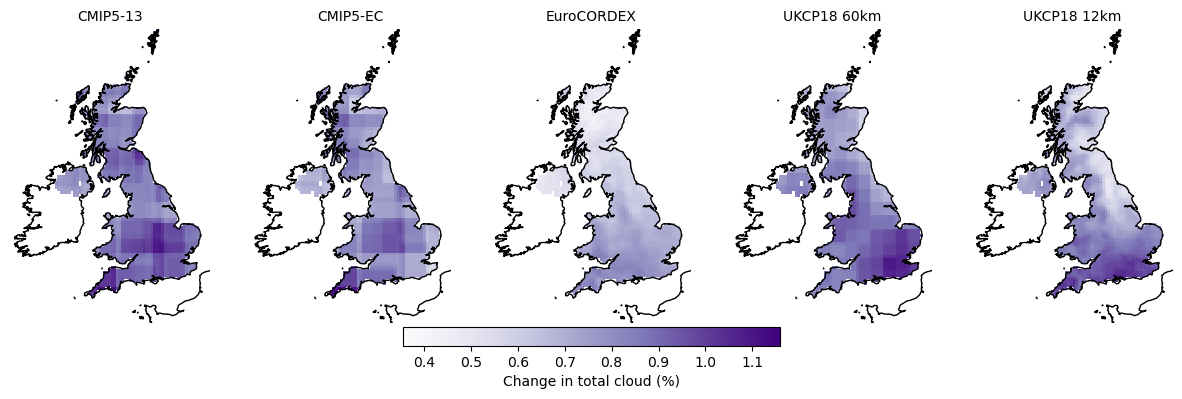 CMIP5-13
CMIP5-EC
EuroCORDEX
UKCP18 60km
UKCP18 12km
0.4 0.5 0.6 0.7 0.8 0.9 1.0 1.1
Change in total cloud (%)